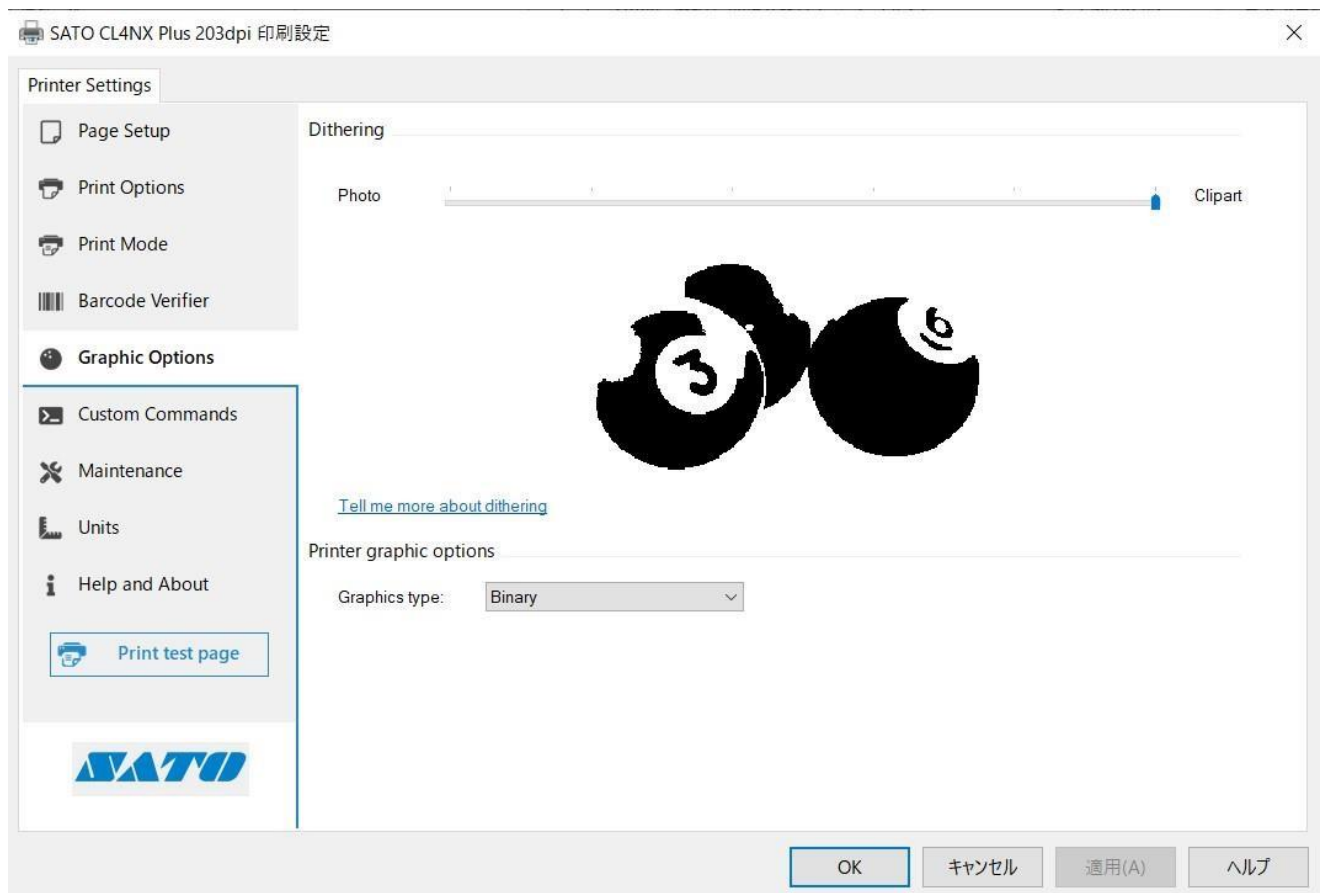 SATO CL4NX Plus 203dpi 印刷設定
Printer Settings
Page Setup
Print Options
Print Mode
Barcode Verifier
Graphic Options
Custom Commands
Maintenance
Units
Help and About
Print test page
SATO
Dithering
Photo
Clipart
3
6
Tell me more about dithering
Printer graphic options
Graphics type:
Binary
OK
キャンセル
適用(A)
ヘルプ